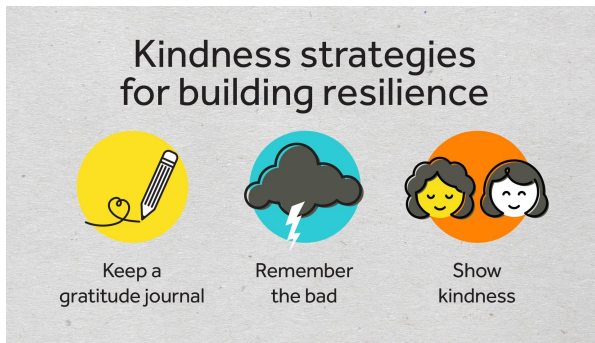 Kindness strategies
for building resilience
Keep a
gratitude journal
Remember
the bad
Show
kindness